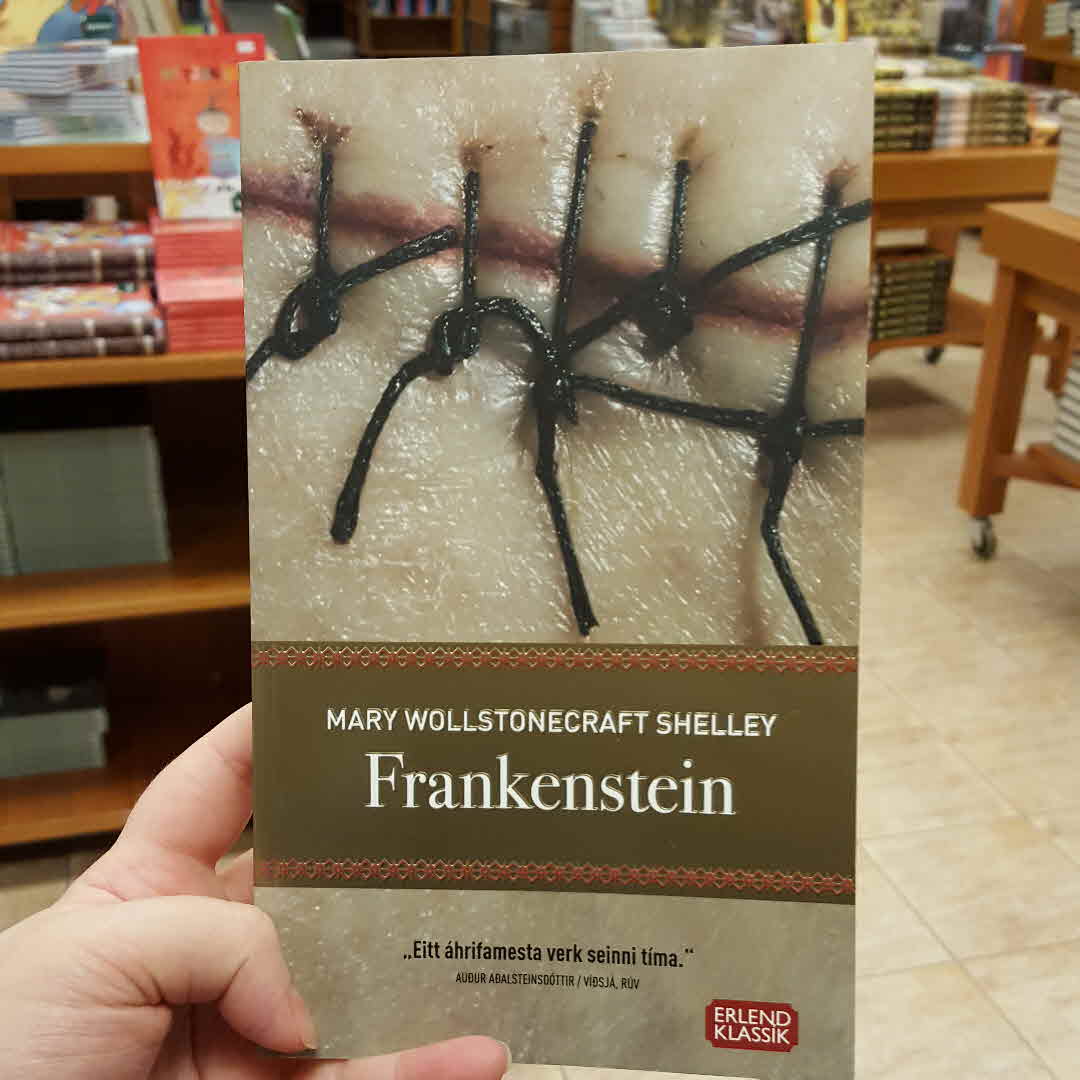 MARY WOLLSTONECRAFT SHELLEY
Frankenstein
„Eitt áhrifamesta verk seinni tíma.“
AUÐUR AÐALSTEINSDÓTTIR / VÍÐSJÁ, RÚV
ERLEND
KLASSÍK